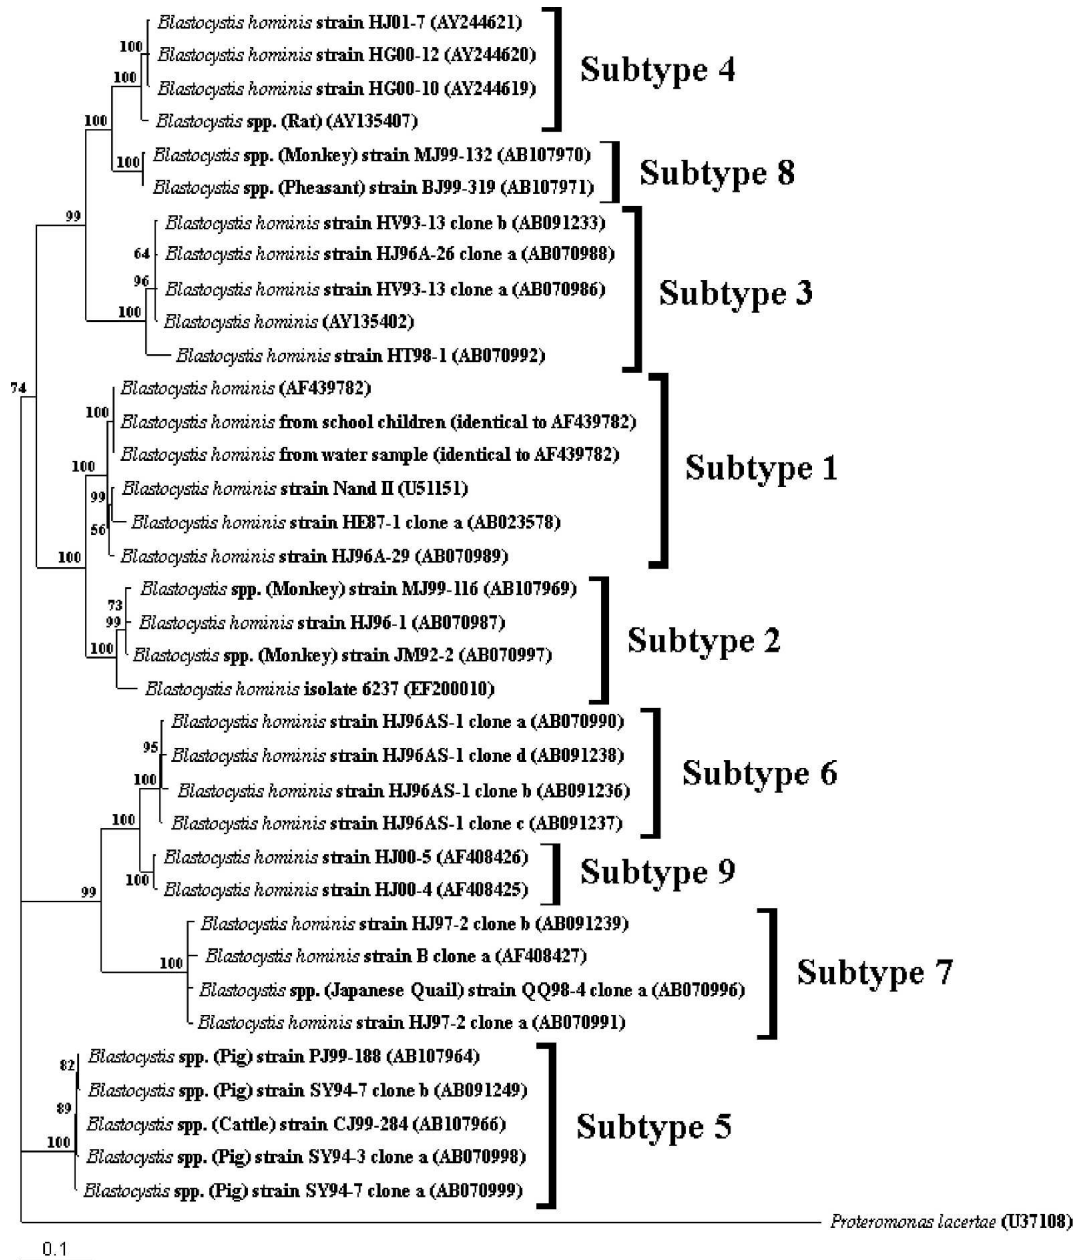 Blastocystis hominis strain HJ01-7 (AY244621)
100
Blastocystis hominis strain HG00-12 (AY244620)
Subtype 4
100
Blastocystis hominis strain HG00-10 (AY244619)
100
Blastocystis spp. (Rat) (AY135407)
Blastocystis spp. (Monkey) strain MJ99-132 (AB107970)
100
Subtype 8
Blastocystis spp. (Pheasant) strain BJ99-319 (AB107971)
99
Blastocystis hominis strain HV93-13 clone b (AB091233)
64
Blastocystis hominis strain HJ96A-26 clone a (AB070988)
96
Blastocystis hominis strain HV93-13 clone a (AB070986)
Subtype 3
100
Blastocystis hominis (AY135402)
Blastocystis hominis strain HT98-1 (AB070992)
74
Blastocystis hominis (AF439782)
100
Blastocystis hominis from school children (identical to AF439782)
Blastocystis hominis from water sample (identical to AF439782)
100
Subtype 1
Blastocystis hominis strain Nand II (U51151)
99
Blastocystis hominis strain HE87-1 clone a (AB023578)
56
Blastocystis hominis strain HJ96A-29 (AB070989)
100
Blastocystis spp. (Monkey) strain MJ99-116 (AB107969)
73
Blastocystis hominis strain HJ96-1 (AB070987)
99
Subtype 2
Blastocystis spp. (Monkey) strain JM92-2 (AB070997)
100
Blastocystis hominis isolate 6237 (EF200010)
Blastocystis hominis strain HJ96AS-1 clone a (AB070990)
95
Blastocystis hominis strain HJ96AS-1 clone d (AB091238)
Subtype 6
100
Blastocystis hominis strain HJ96AS-1 clone b (AB091236)
100
Blastocystis hominis strain HJ96AS-1 clone c (AB091237)
Blastocystis hominis strain HJ00-5 (AF408426)
Subtype 9
100
Blastocystis hominis strain HJ00-4 (AF408425)
99
Blastocystis hominis strain HJ97-2 clone b (AB091239)
100
Blastocystis hominis strain B clone a (AF408427)
Subtype 7
Blastocystis spp. (Japanese Quail) strain QQ98-4 clone a (AB070996)
Blastocystis hominis strain HJ97-2 clone a (AB070991)
Blastocystis spp. (Pig) strain PJ99-188 (AB107964)
82
Blastocystis spp. (Pig) strain SY94-7 clone b (AB091249)
89
Blastocystis spp. (Cattle) strain CJ99-284 (AB107966)
Subtype 5
100
Blastocystis spp. (Pig) strain SY94-3 clone a (AB070998)
Blastocystis spp. (Pig) strain SY94-7 clone a (AB070999)
Proteromonas lacertae (U37108)
0.1